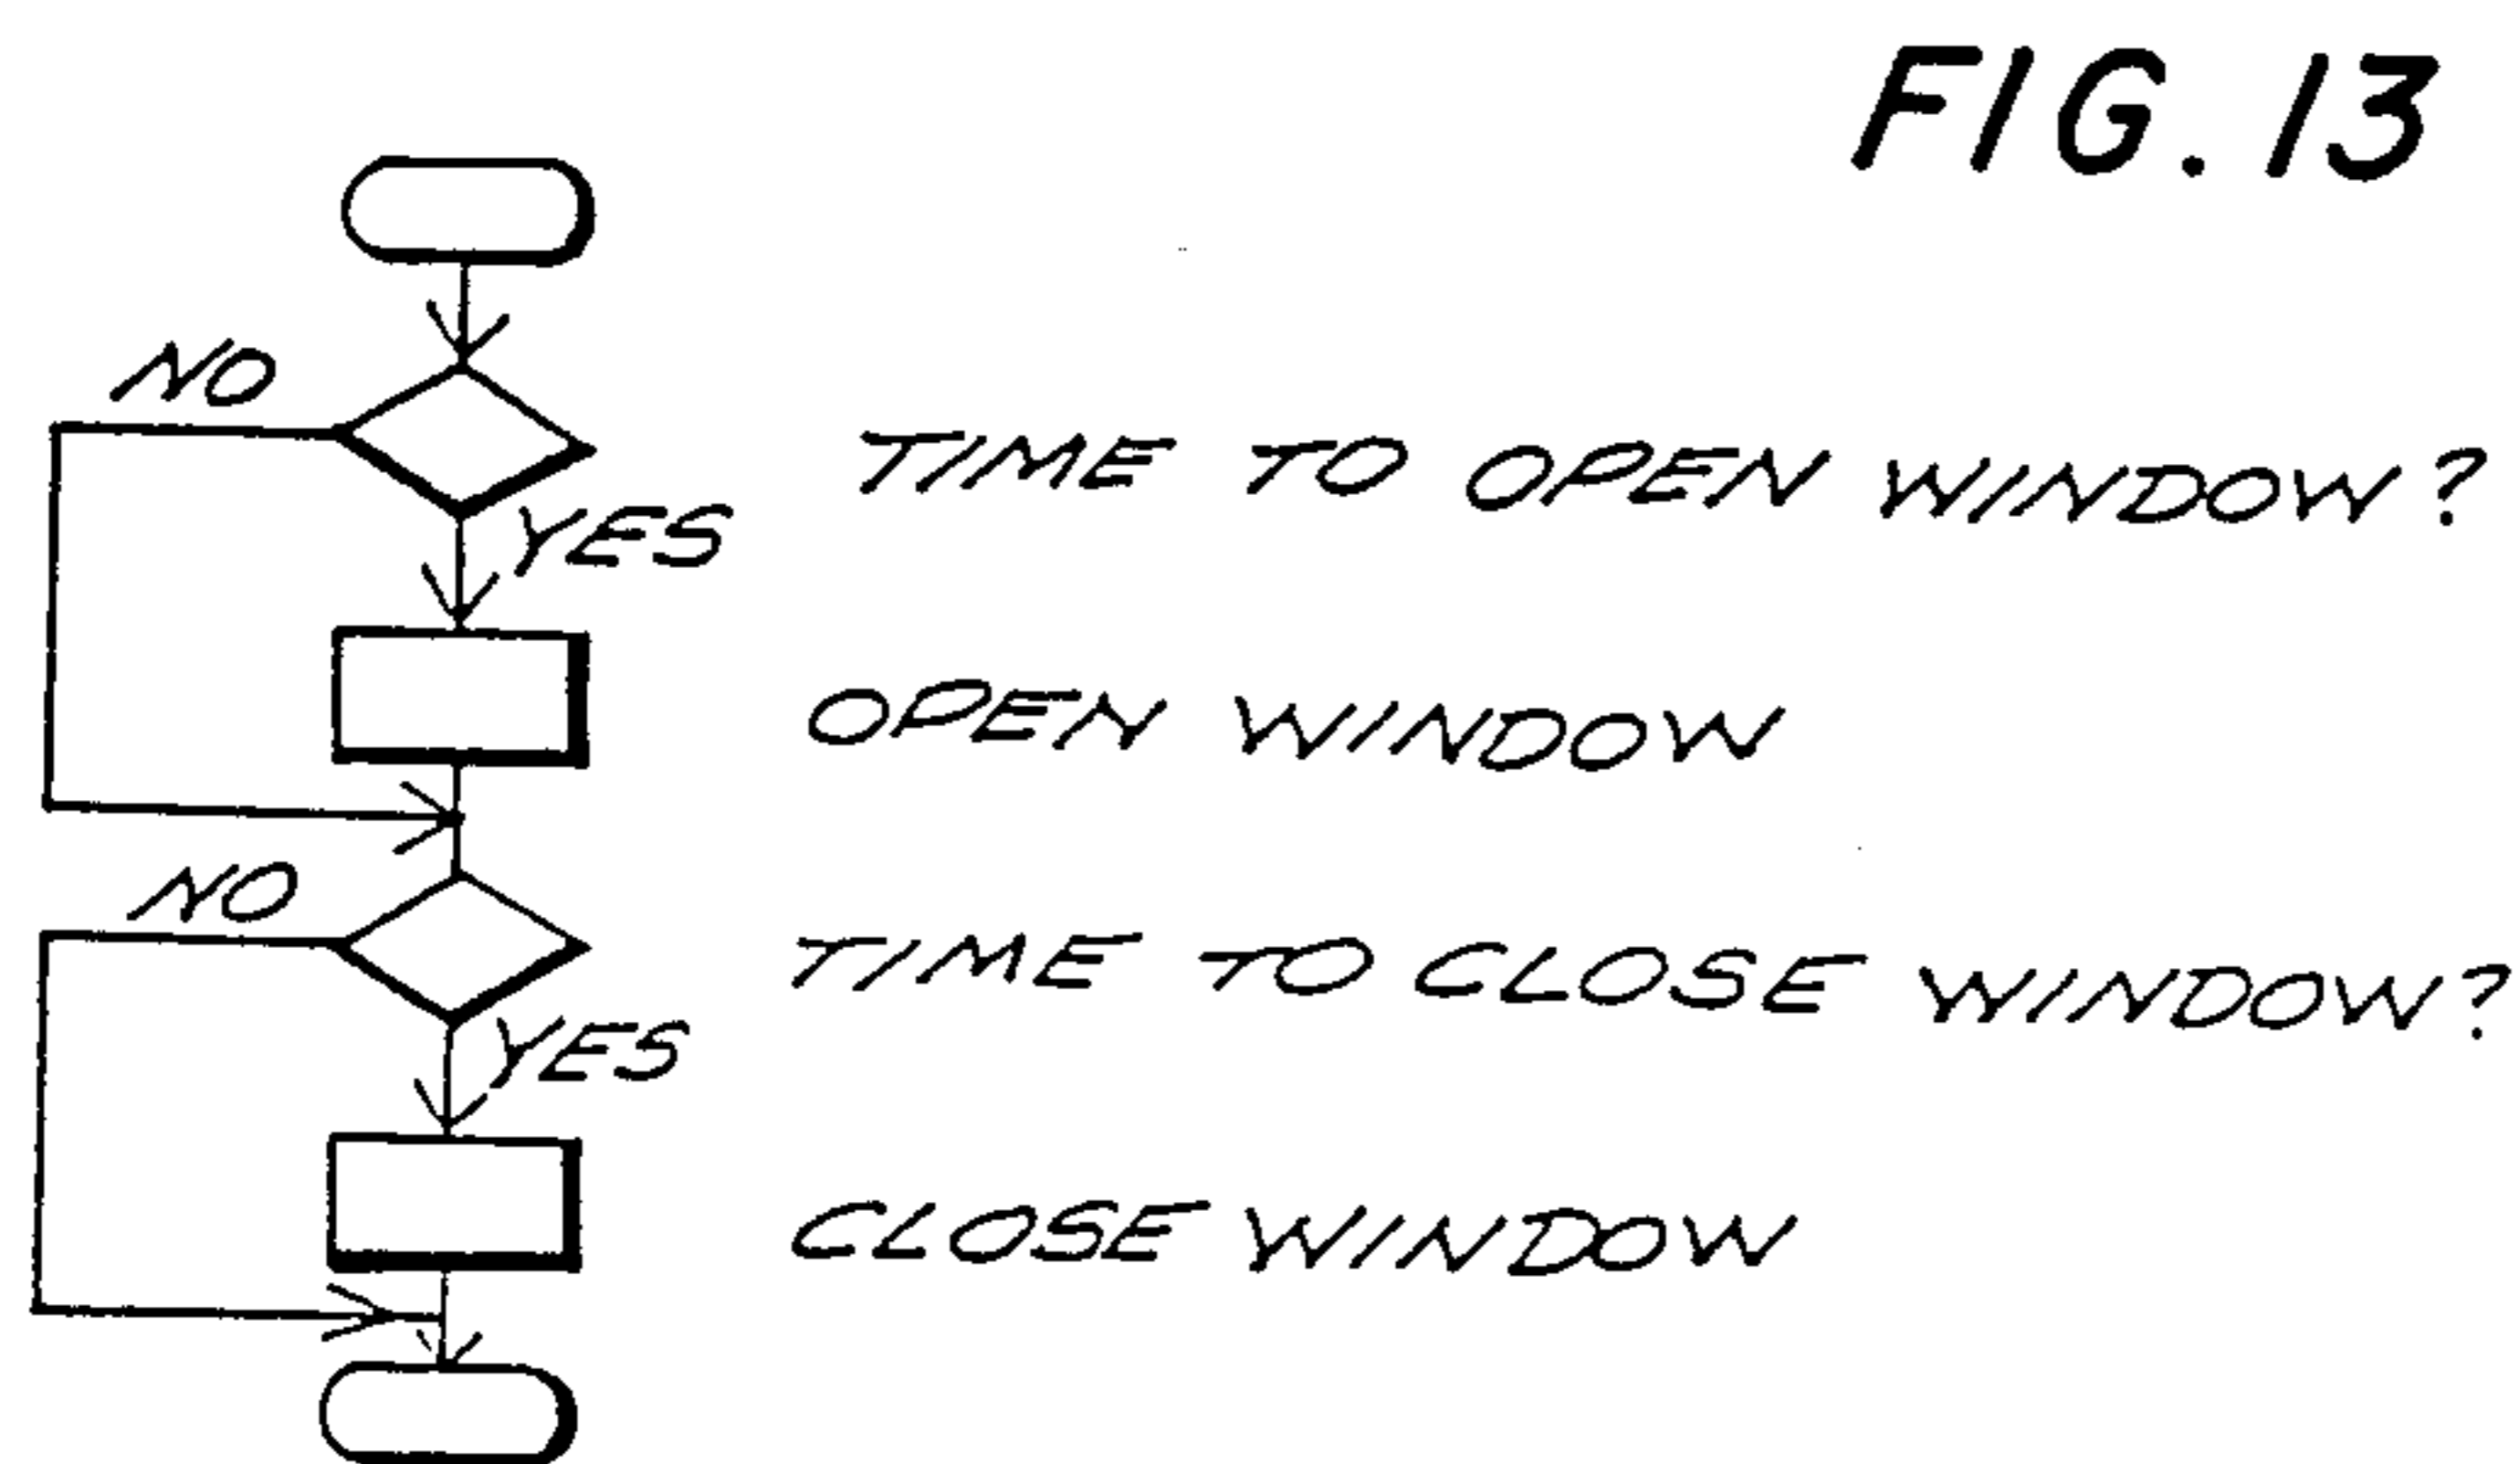 FIG. 13
NO
TIME TO OPEN WINDOW?
YES
OPEN WINDOW
NO
TIME TO CLOSE WINDOW?
YES
CLOSE WINDOW